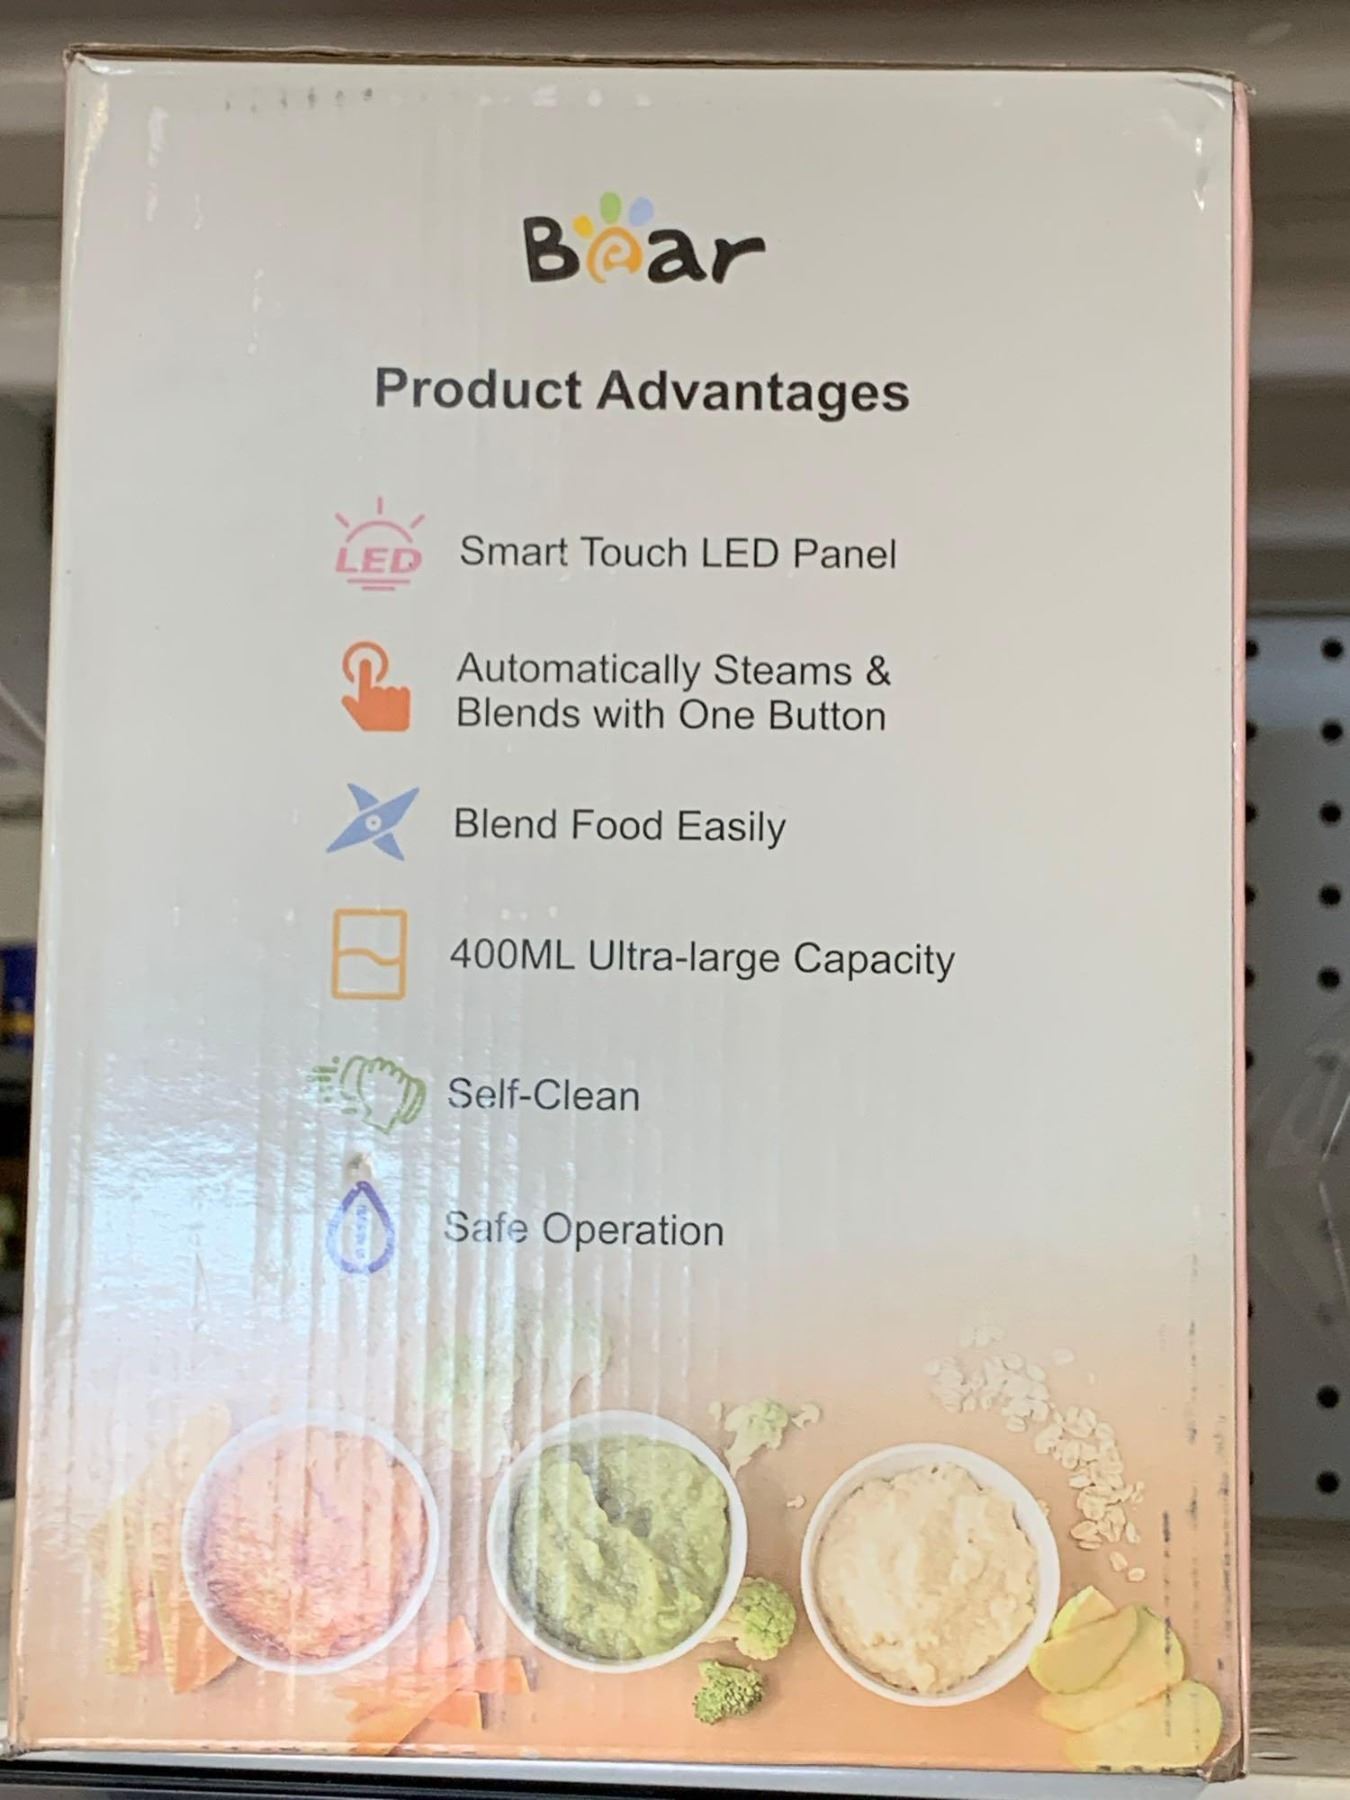 Bear
Product Advantages
LED
Smart Touch LED Panel
Automatically Steams &
Blends with One Button
Blend Food Easily
400ML Ultra-large Capacity
Self-Clean
Safe Operation